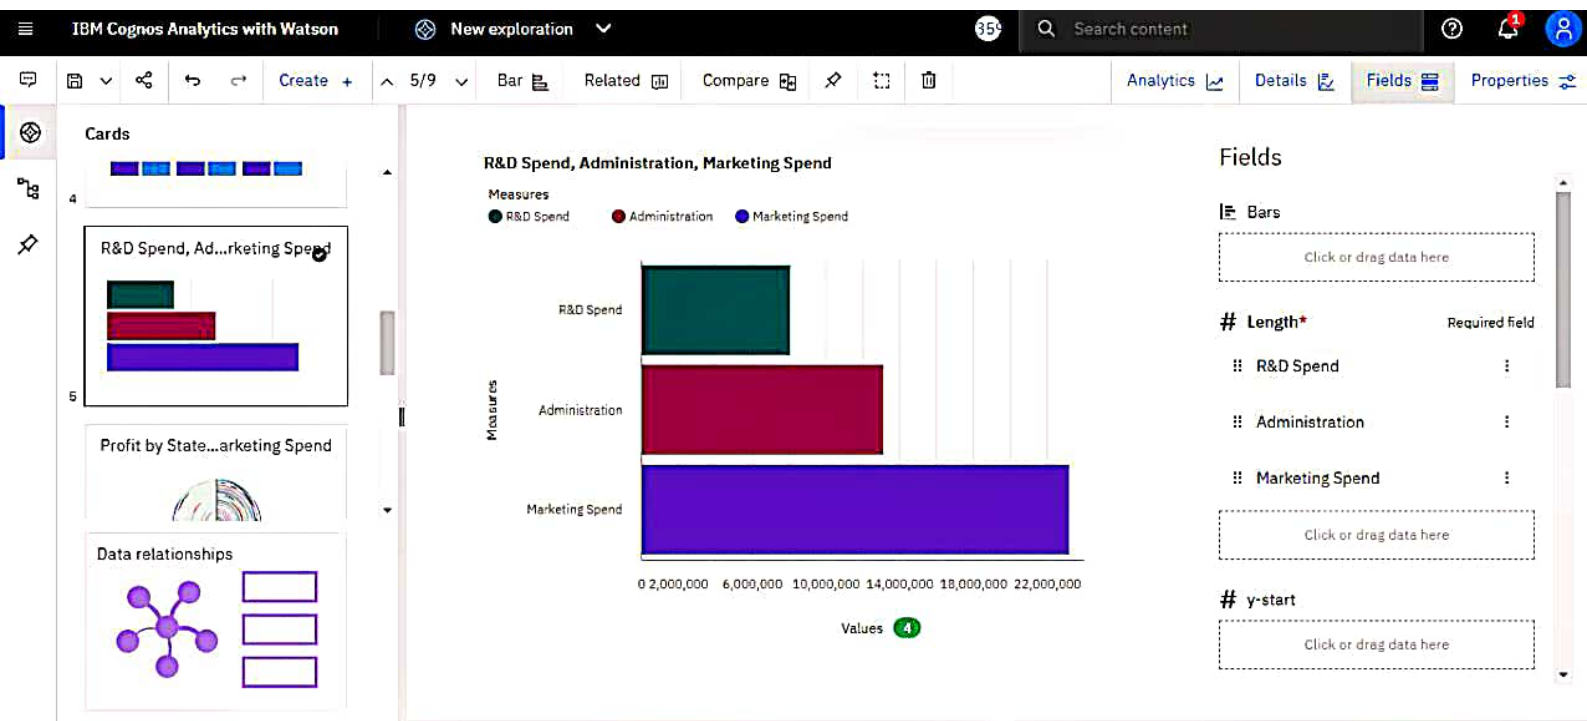 IBM Cognos Analytics with Watson
New exploration
Search content
1
Create +
5/9
Bar
Related
Compare
Analytics
Details
Fields
Properties
Cards
4
R&D Spend, Ad...rketing Spend
5
Profit by State...arketing Spend
Data relationships
R&D Spend, Administration, Marketing Spend
Measures
R&D Spend Administration Marketing Spend
Measures
R&D Spend
Administration
Marketing Spend
0 2,000,000 6,000,000 10,000,000 14,000,000 18,000,000 22,000,000
Values 4
Fields
Bars
Click or drag data here
# Length* Required field
R&D Spend
Administration
Marketing Spend
Click or drag data here
# y-start
Click or drag data here